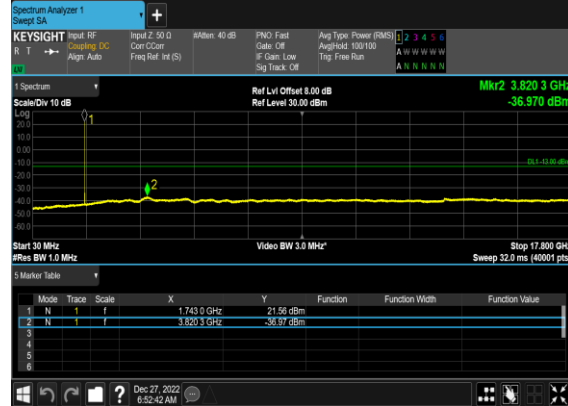 Spectrum Analyzer 1
Swept SA
KEYSIGHT Input: RF Input Z: 50 Ω #Atten: 40 dB PNO: Fast Avg Type: Power (RMS) 1 2 3 4 5 6
R T Coupling: DC Corr CCorr Gate: Off Avg|Hold: 100/100 A W W W W W
Align: Auto Freq Ref: Int (S) IF Gain: Low Trig: Free Run
Sig Track: Off A N N N N N
1 Spectrum Ref Lvl Offset 8.00 dB Mkr2 3.820 3 GHz
Scale/Div 10 dB Ref Level 30.00 dBm -36.970 dBm
Log
20.0
10.0
0.00
-10.0
-20.0
-30.0
-40.0
-50.0
-60.0
1
2
DL1 -13.00 dBm
Start 30 MHz Video BW 3.0 MHz* Stop 17.800 GHz
#Res BW 1.0 MHz Sweep 32.0 ms (40001 pts)
5 Marker Table
Mode Trace Scale X Y Function Function Width Function Value
1 N 1 f 1.743 0 GHz 21.56 dBm
2 N 1 f 3.820 3 GHz -36.97 dBm
3
4
5
6
? Dec 27, 2022
6:52:42 AM